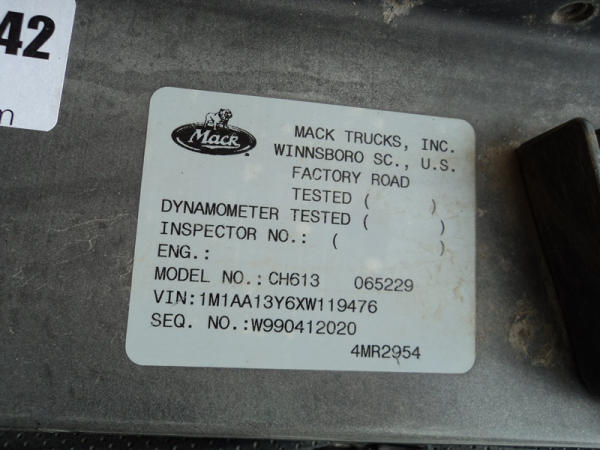 42
m
Mack
MACK TRUCKS, INC.
WINNSBORO SC., U.S.
FACTORY ROAD
TESTED (      )
DYNAMOMETER TESTED (      )
INSPECTOR NO.: (      )
ENG.:
MODEL NO.:CH613 065229
VIN:1M1AA13Y6XW119476
SEQ. NO.:W990412020
4MR2954